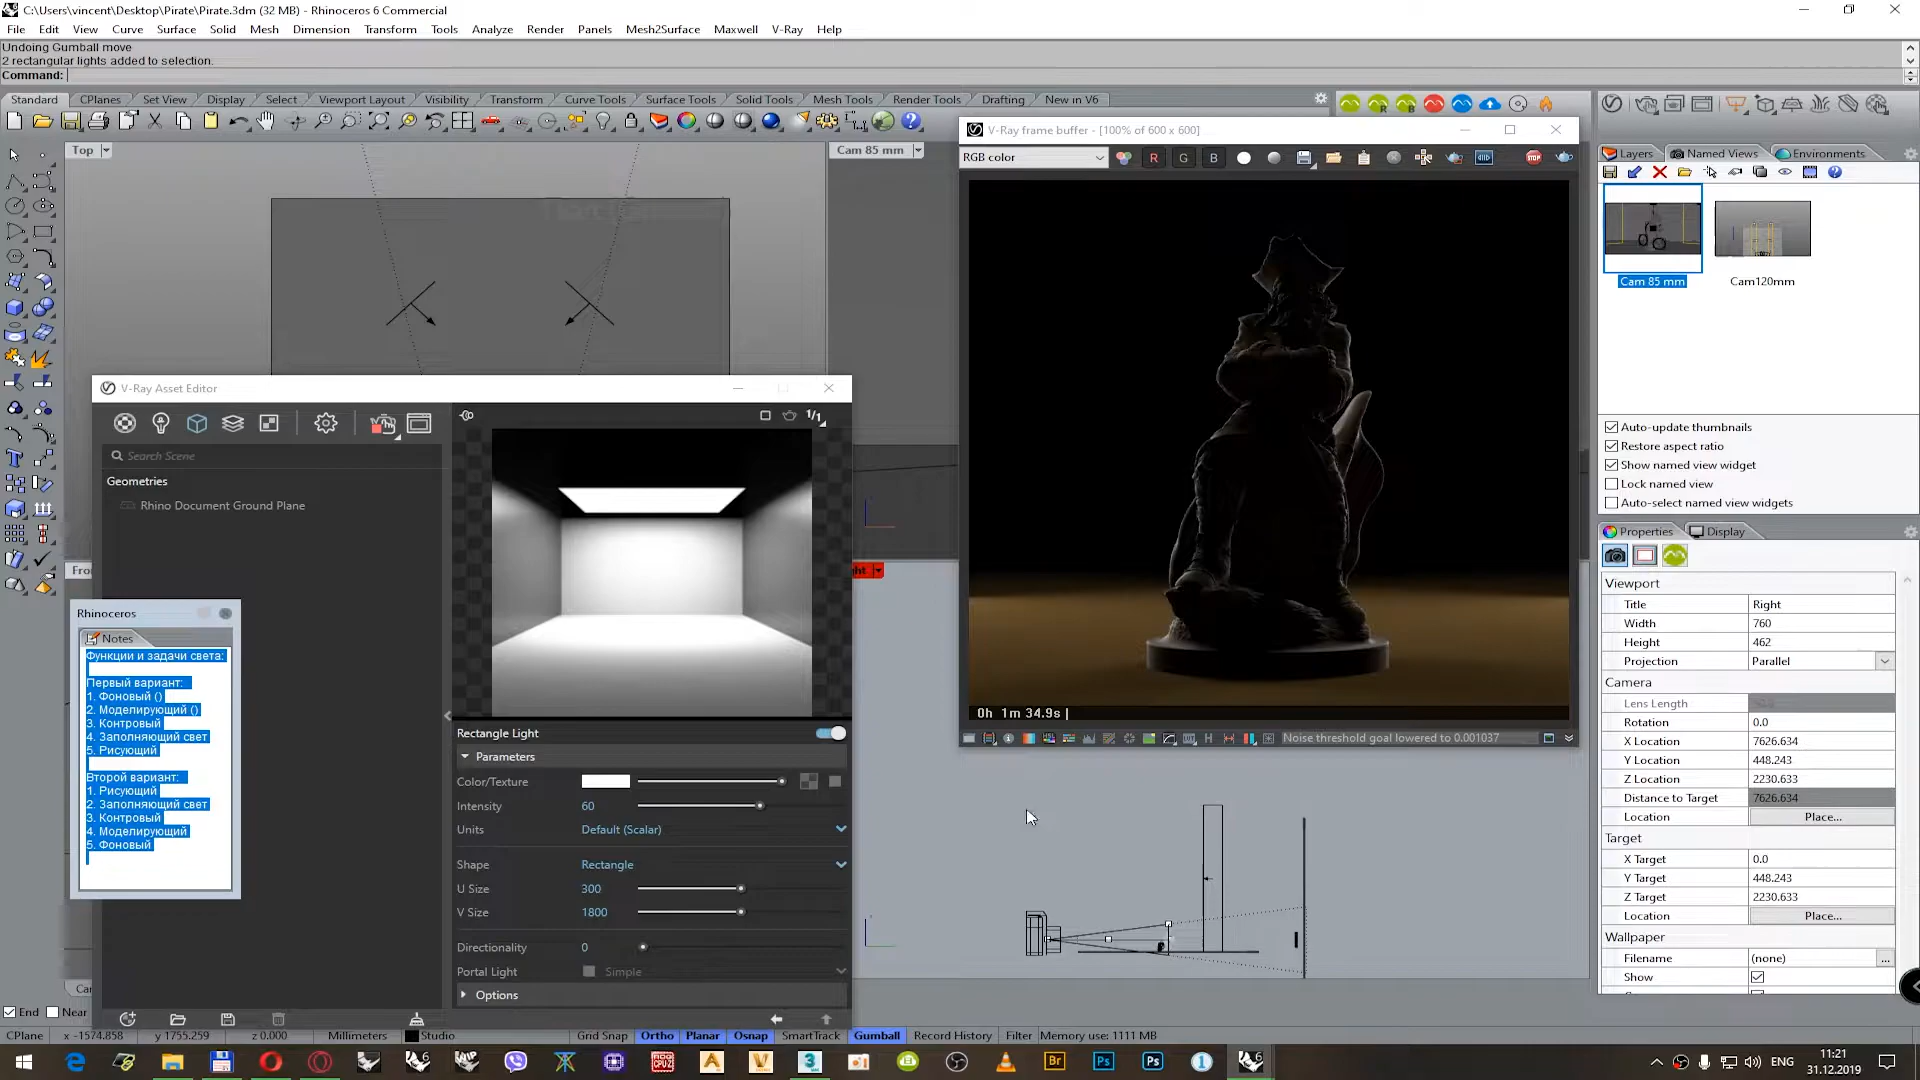 C:\Users\vincent\Desktop\Pirate\Pirate.3dm (32 MB) - Rhinoceros 6 Commercial
File Edit View Curve Surface Solid Mesh Dimension Transform Tools Analyze Render Panels Mesh2Surface Maxwell V-Ray Help
Undoing Gumball move
2 rectangular lights added to selection.
Command:
Standard CPlanes Set View Display Select Viewport Layout Visibility Transform Curve Tools Surface Tools Solid Tools Mesh Tools Render Tools Drafting New in V6
Top
Cam 85 mm
V-Ray frame buffer - [100% of 600 x 600]
RGB color
R G B
0h 1m 34.9s |
Noise threshold goal lowered to 0.001037
Layers Named Views Environments
Cam 85 mm
Cam120mm
Auto-update thumbnails
Restore aspect ratio
Show named view widget
Lock named view
Auto-select named view widgets
Properties Display
Viewport
Title Right
Width 760
Height 462
Projection Parallel
Camera
Lens Length
Rotation 0.0
X Location 7626.634
Y Location 448.243
Z Location 2230.633
Distance to Target 7626.634
Location Place...
Target
X Target 0.0
Y Target 448.243
Z Target 2230.633
Location Place...
Wallpaper
Filename (none) ...
Show
V-Ray Asset Editor
Search Scene
Geometries
Rhino Document Ground Plane
1/1
Rectangle Light
Parameters
Color/Texture
Intensity 60
Units Default (Scalar)
Shape Rectangle
U Size 300
V Size 1800
Directionality 0
Portal Light Simple
Options
Rhinoceros
Notes
Функции и задачи света:
Первый вариант:
1. Фоновый ()
2. Моделирующий ()
3. Контровый
4. Заполняющий свет
5. Рисующий
Второй вариант:
1. Рисующий
2. Заполняющий свет
3. Контровый
4. Моделирующий
5. Фоновый
End Near
CPlane x -1574.858 y 1755.259 z 0.000 Millimeters Studio Grid Snap Ortho Planar Osnap SmartTrack Gumball Record History Filter Memory use: 1111 MB
ENG
11:21
31.12.2019